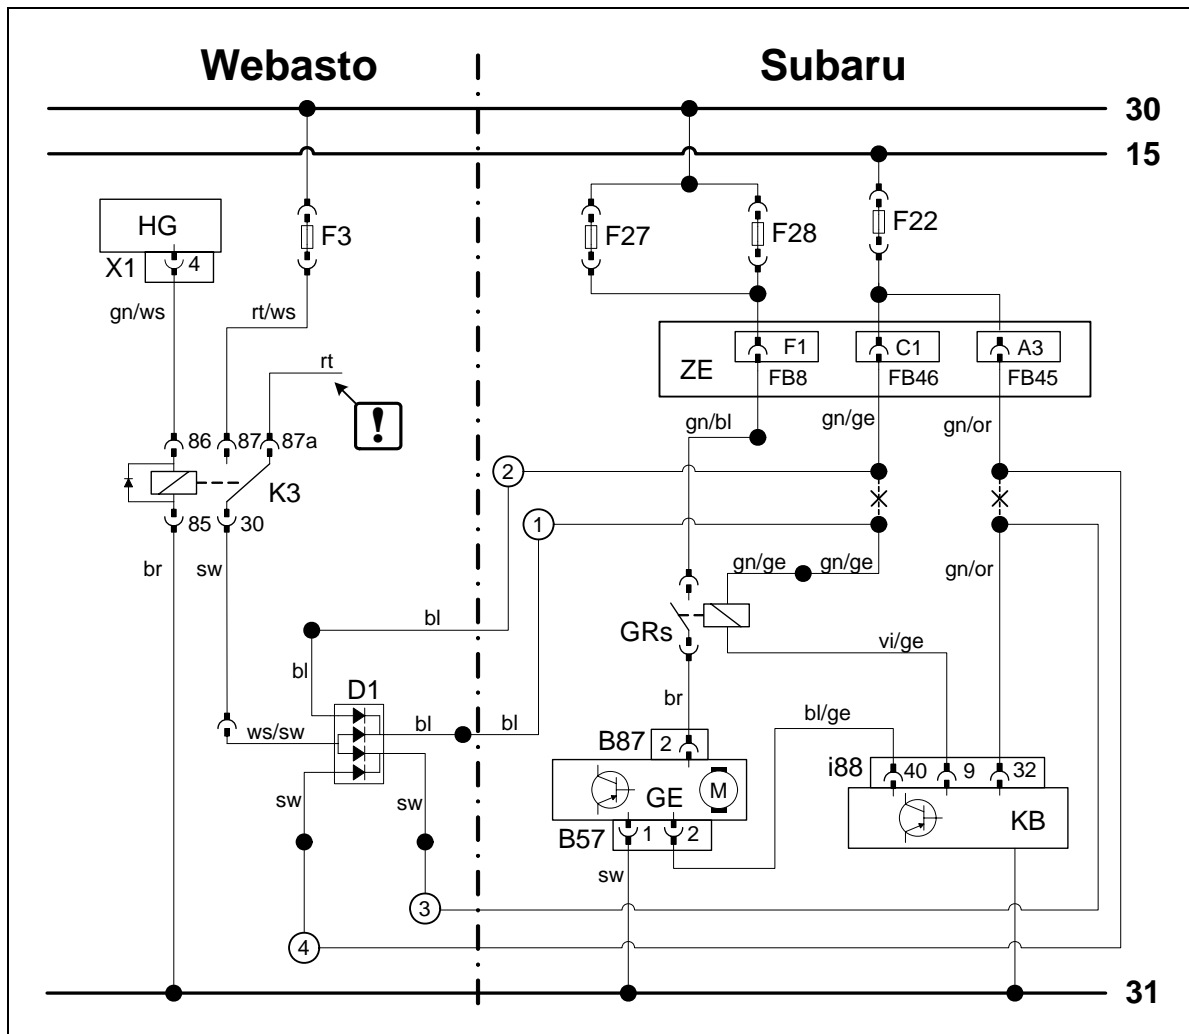 Webasto
Subaru
30
15
HG
X1
4
F3
F27
F28
F22
gn/ws
rt/ws
rt
!
ZE
F1
C1
A3
FB8
FB46
FB45
gn/bl
gn/ge
gn/or
86
87
87a
K3
2
85
30
1
br
sw
gn/ge
gn/ge
gn/or
GRs
bl
vi/ge
bl
D1
br
bl/ge
ws/sw
bl
bl
B87
2
i88
40
9
32
sw
sw
GE
M
KB
B57
1
2
sw
3
4
31